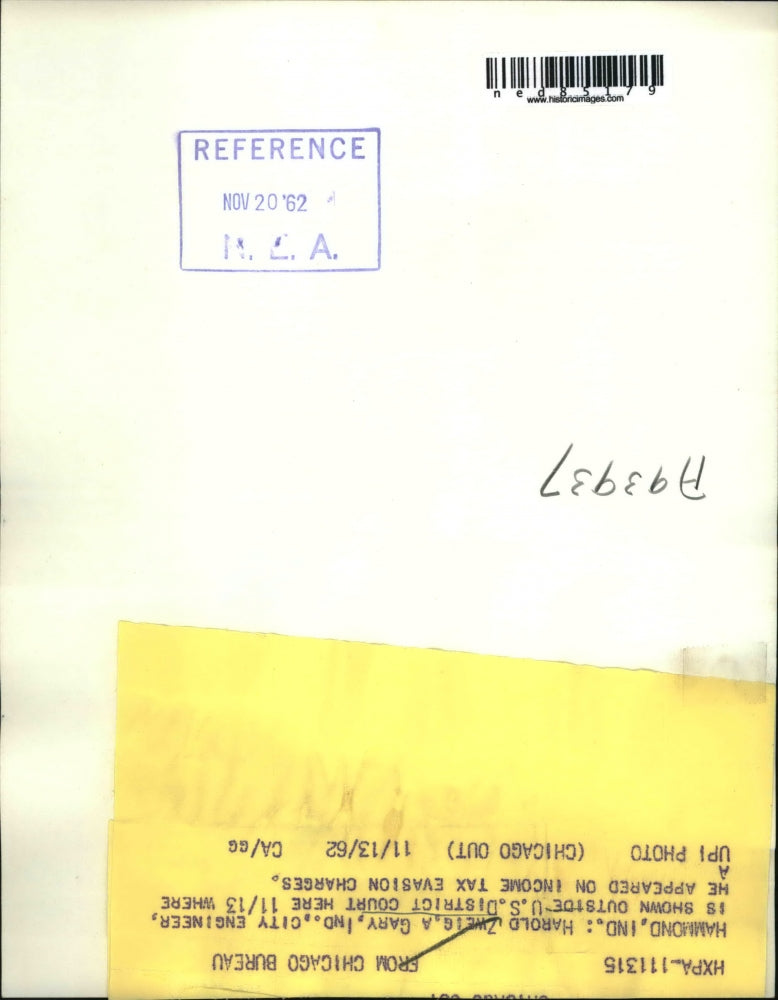 ned85179
www.historicimages.com
REFERENCE
NOV 20 '62
N. E. A.
A93937
HXPA-111315 FROM CHICAGO BUREAU
HAMMOND,IND.: HAROLD ZWEIG,A GARY,IND.,CITY ENGINEER,
IS SHOWN OUTSIDE U.S.DISTRICT COURT HERE 11/13 WHERE
HE APPEARED ON INCOME TAX EVASION CHARGES.
A
UPI PHOTO (CHICAGO OUT) 11/13/62 CA/GG